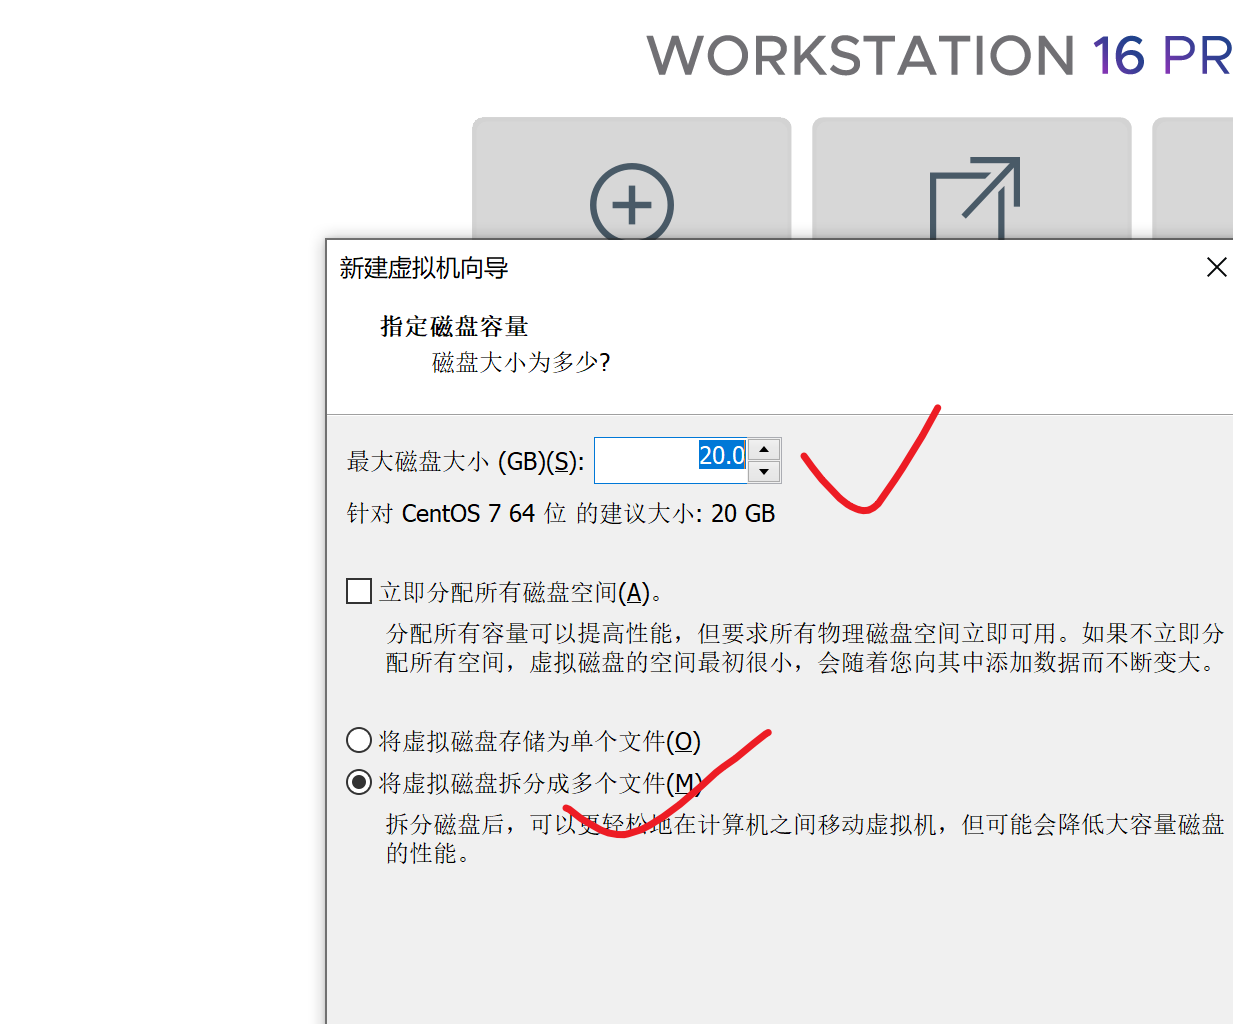 WORKSTATION 16 PR
新建虚拟机向导
指定磁盘容量
磁盘大小为多少?
最大磁盘大小 (GB)(S): 20.0
针对 CentOS 7 64 位 的建议大小: 20 GB
立即分配所有磁盘空间(A)。
分配所有容量可以提高性能，但要求所有物理磁盘空间立即可用。如果不立即分
配所有空间，虚拟磁盘的空间最初很小，会随着您向其中添加数据而不断变大。
将虚拟磁盘存储为单个文件(O)
将虚拟磁盘拆分成多个文件(M)
拆分磁盘后，可以更轻松地在计算机之间移动虚拟机，但可能会降低大容量磁盘
的性能。